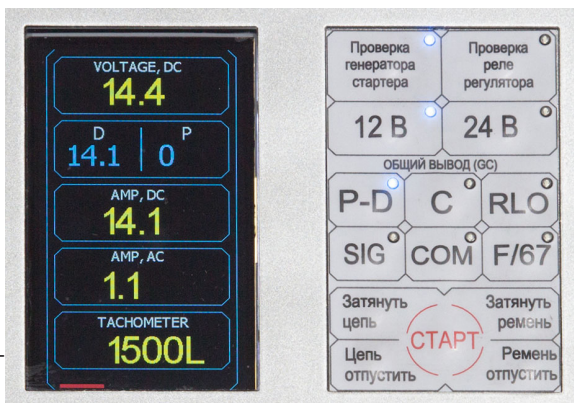 VOLTAGE, DC
14.4
D P
14.1 0
AMP, DC
14.1
AMP, AC
1.1
TACHOMETER
1500L
Проверка
генератора
стартера
Проверка
реле
регулятора
12 В
24 В
ОБЩИЙ ВЫВОД (GC)
P-D
C
RLO
SIG
COM
F/67
Затянуть
цепь
Затянуть
ремень
СТАРТ
Цепь
отпустить
Ремень
отпустить